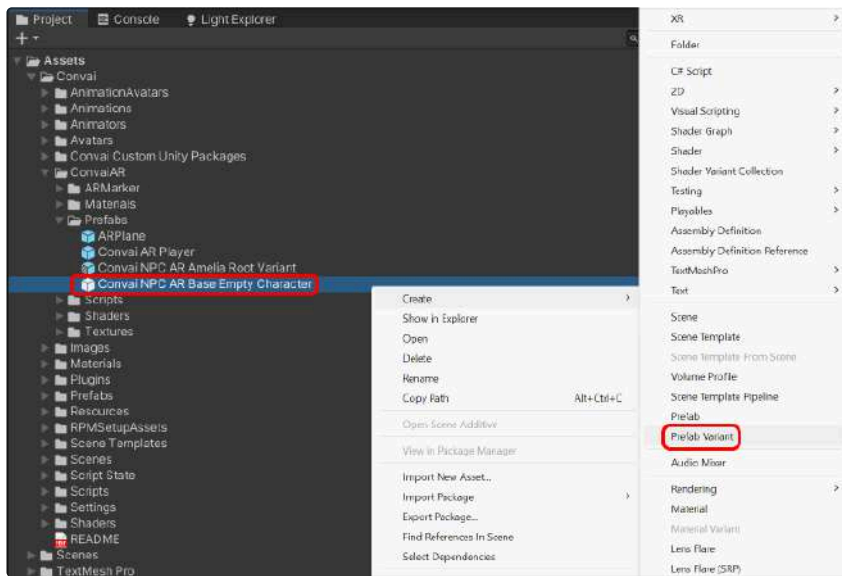 Project
Console
Light Explorer
Assets
Convai
AnimationAvatars
Animations
Animators
Avatars
Convai Custom Unity Packages
ConvaiAR
ARMarker
Materials
Prefabs
ARPlane
Convai AR Player
Convai NPC AR Amelia Root Variant
Convai NPC AR Base Empty Character
Scripts
Shaders
Textures
Images
Materials
Plugins
Prefabs
Resources
RPMSetupAssets
Scene Templates
Scenes
Script State
Scripts
Settings
Shaders
README
Scenes
TextMesh Pro
Create
Show in Explorer
Open
Delete
Rename
Copy Path Alt+Ctrl+C
Open Scene Additive
View in Package Manager
Import New Asset...
Import Package
Export Package...
Find References In Scene
Select Dependencies
XR
Folder
C# Script
2D
Visual Scripting
Shader Graph
Shader
Shader Variant Collection
Testing
Playables
Assembly Definition
Assembly Definition Reference
TextMeshPro
Text
Scene
Scene Template
Scene Template From Scene
Volume Profile
Scene Template Pipeline
Prefab
Prefab Variant
Audio Mixer
Rendering
Material
Material Variant
Lens Flare
Lens Flare (SRP)